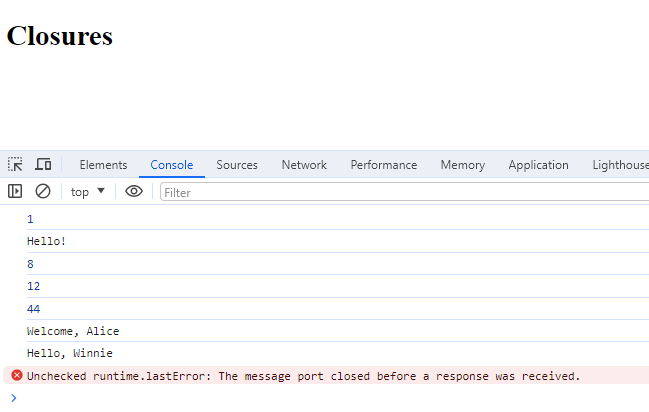 Closures
Elements Console Sources Network Performance Memory Application Lighthouse
top Filter
1
Hello!
8
12
44
Welcome, Alice
Hello, Winnie
Unchecked runtime.lastError: The message port closed before a response was received.